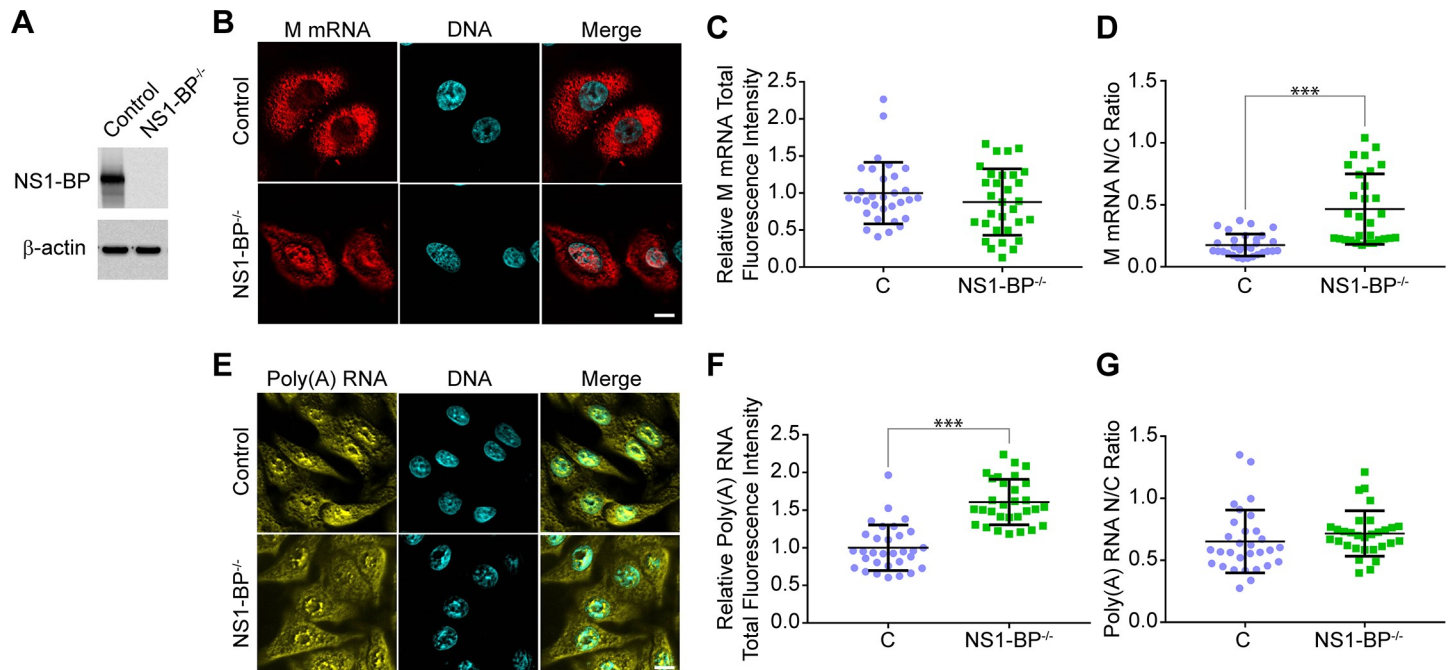 A
Control
NS1-BP-/-
NS1-BP
β-actin
B
M mRNA
DNA
Merge
Control
NS1-BP-/-
C
Relative M mRNA Total
Fluorescence Intensity
2.5
2.0
1.5
1.0
0.5
0.0
C
NS1-BP-/-
D
M mRNA N/C Ratio
1.5
1.0
0.5
0.0
***
C
NS1-BP-/-
E
Poly(A) RNA
DNA
Merge
Control
NS1-BP-/-
F
Relative Poly(A) RNA
Total Fluorescence Intensity
2.5
2.0
1.5
1.0
0.5
0.0
***
C
NS1-BP-/-
G
Poly(A) RNA N/C Ratio
1.5
1.0
0.5
0.0
C
NS1-BP-/-